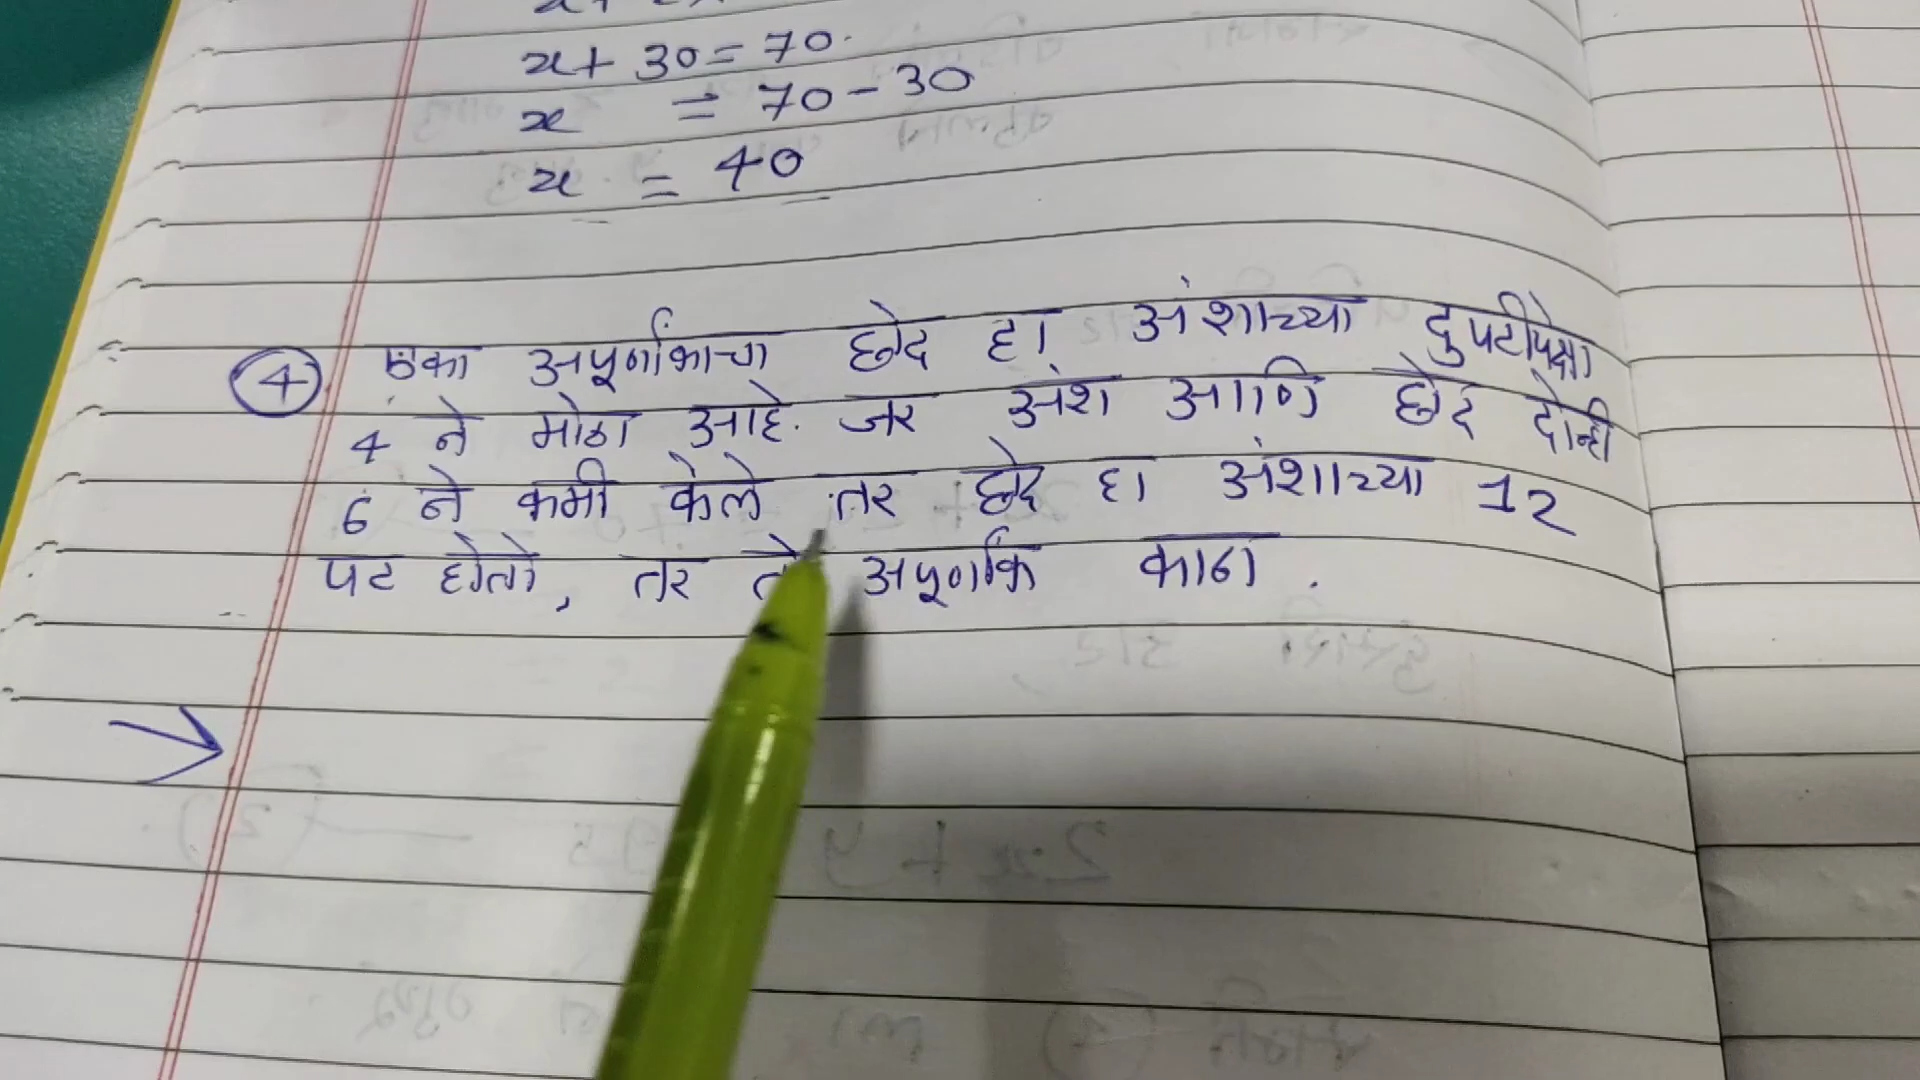 x + 30 = 70.
x = 70 - 30
x = 40
4 एका अपूर्णांकाचा छेद हा अंशाच्या दुपटीपेक्षा
4 ने मोठा आहे. जर अंश आणि छेद दोन्ही
6 ने कमी केले तर छेद हा अंशाच्या 12
पट होतो, तर तो अपूर्णांक काढा.